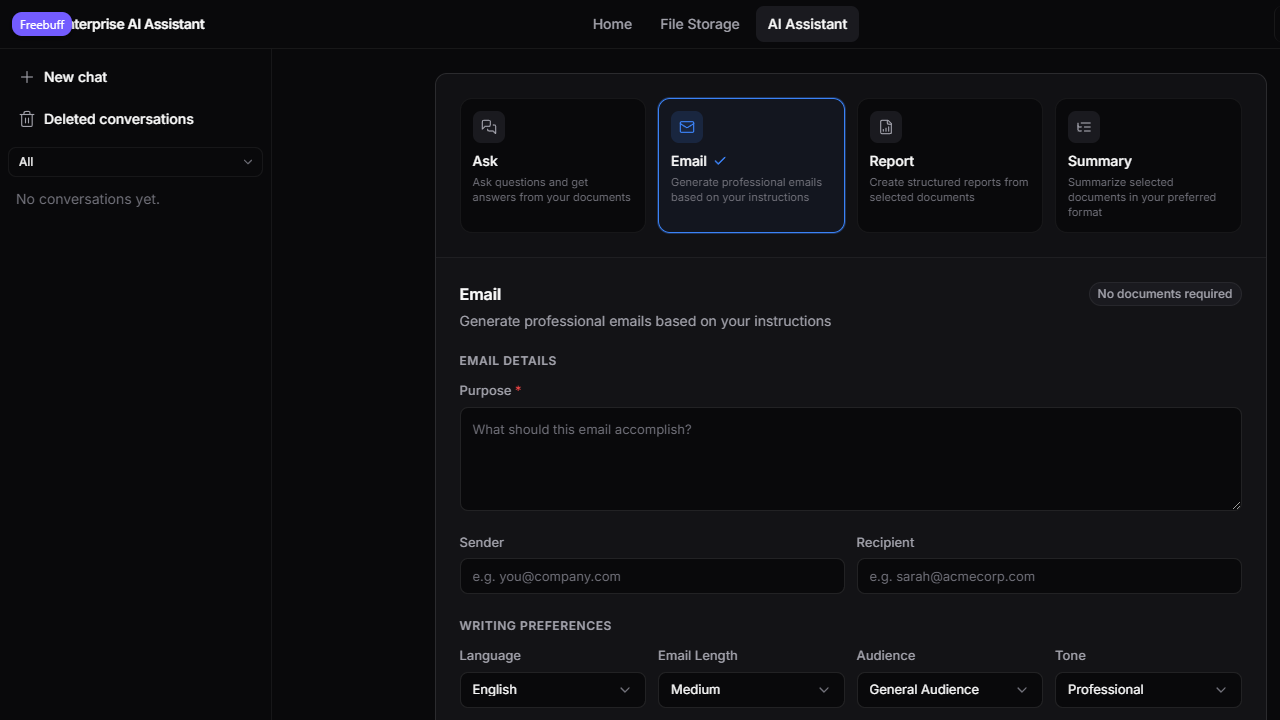 Freebuff
terprise AI Assistant
Home
File Storage
AI Assistant
New chat
Deleted conversations
All
No conversations yet.
Ask
Ask questions and get
answers from your documents
Email
Generate professional emails
based on your instructions
Report
Create structured reports from
selected documents
Summary
Summarize selected
documents in your preferred
format
Email
No documents required
Generate professional emails based on your instructions
EMAIL DETAILS
Purpose *
What should this email accomplish?
Sender
Recipient
e.g. you@company.com
e.g. sarah@acmecorp.com
WRITING PREFERENCES
Language
Email Length
Audience
Tone
English
Medium
General Audience
Professional